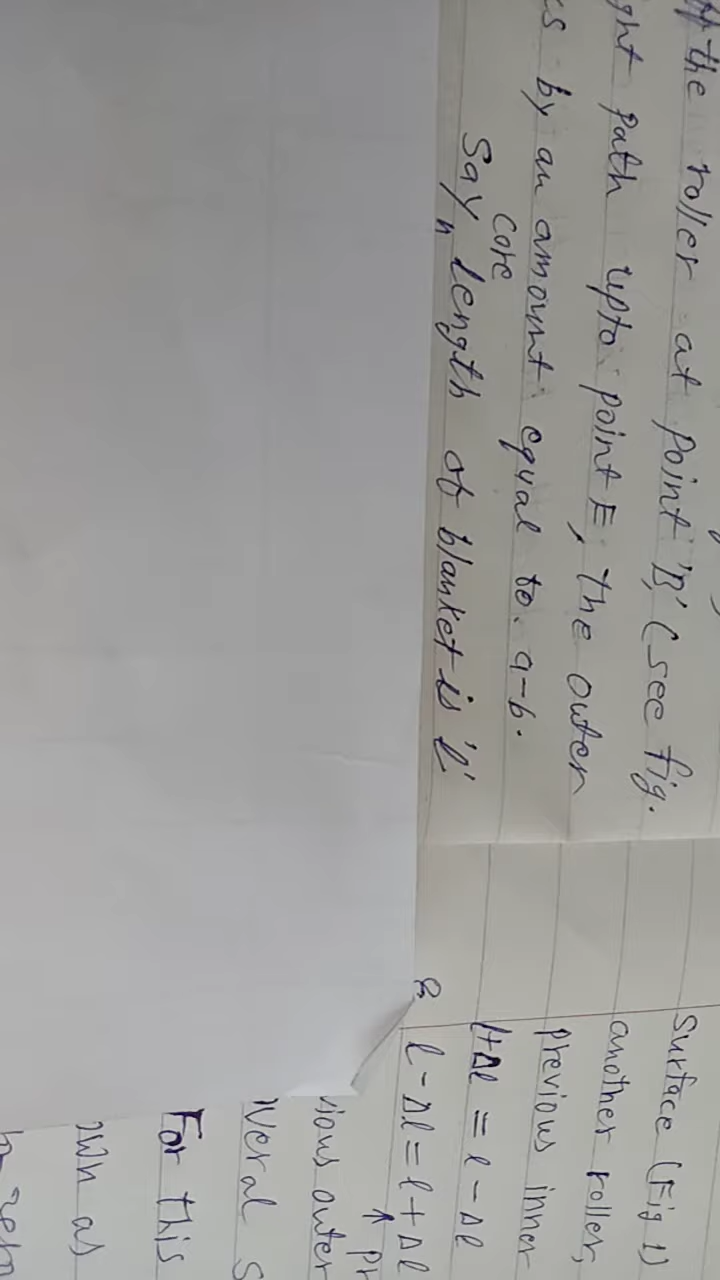 the roller at point 'B' (see fig.
path upto point E, the outer
by an amount equal to a-b.
core
Say, length of blanket is 'l'
Surface (Fig 1)
another roller,
previous inner
l+Δl = l-Δl
& l-Δl = l+Δl
↑ Pr
vious outer
veral S
For this
own as